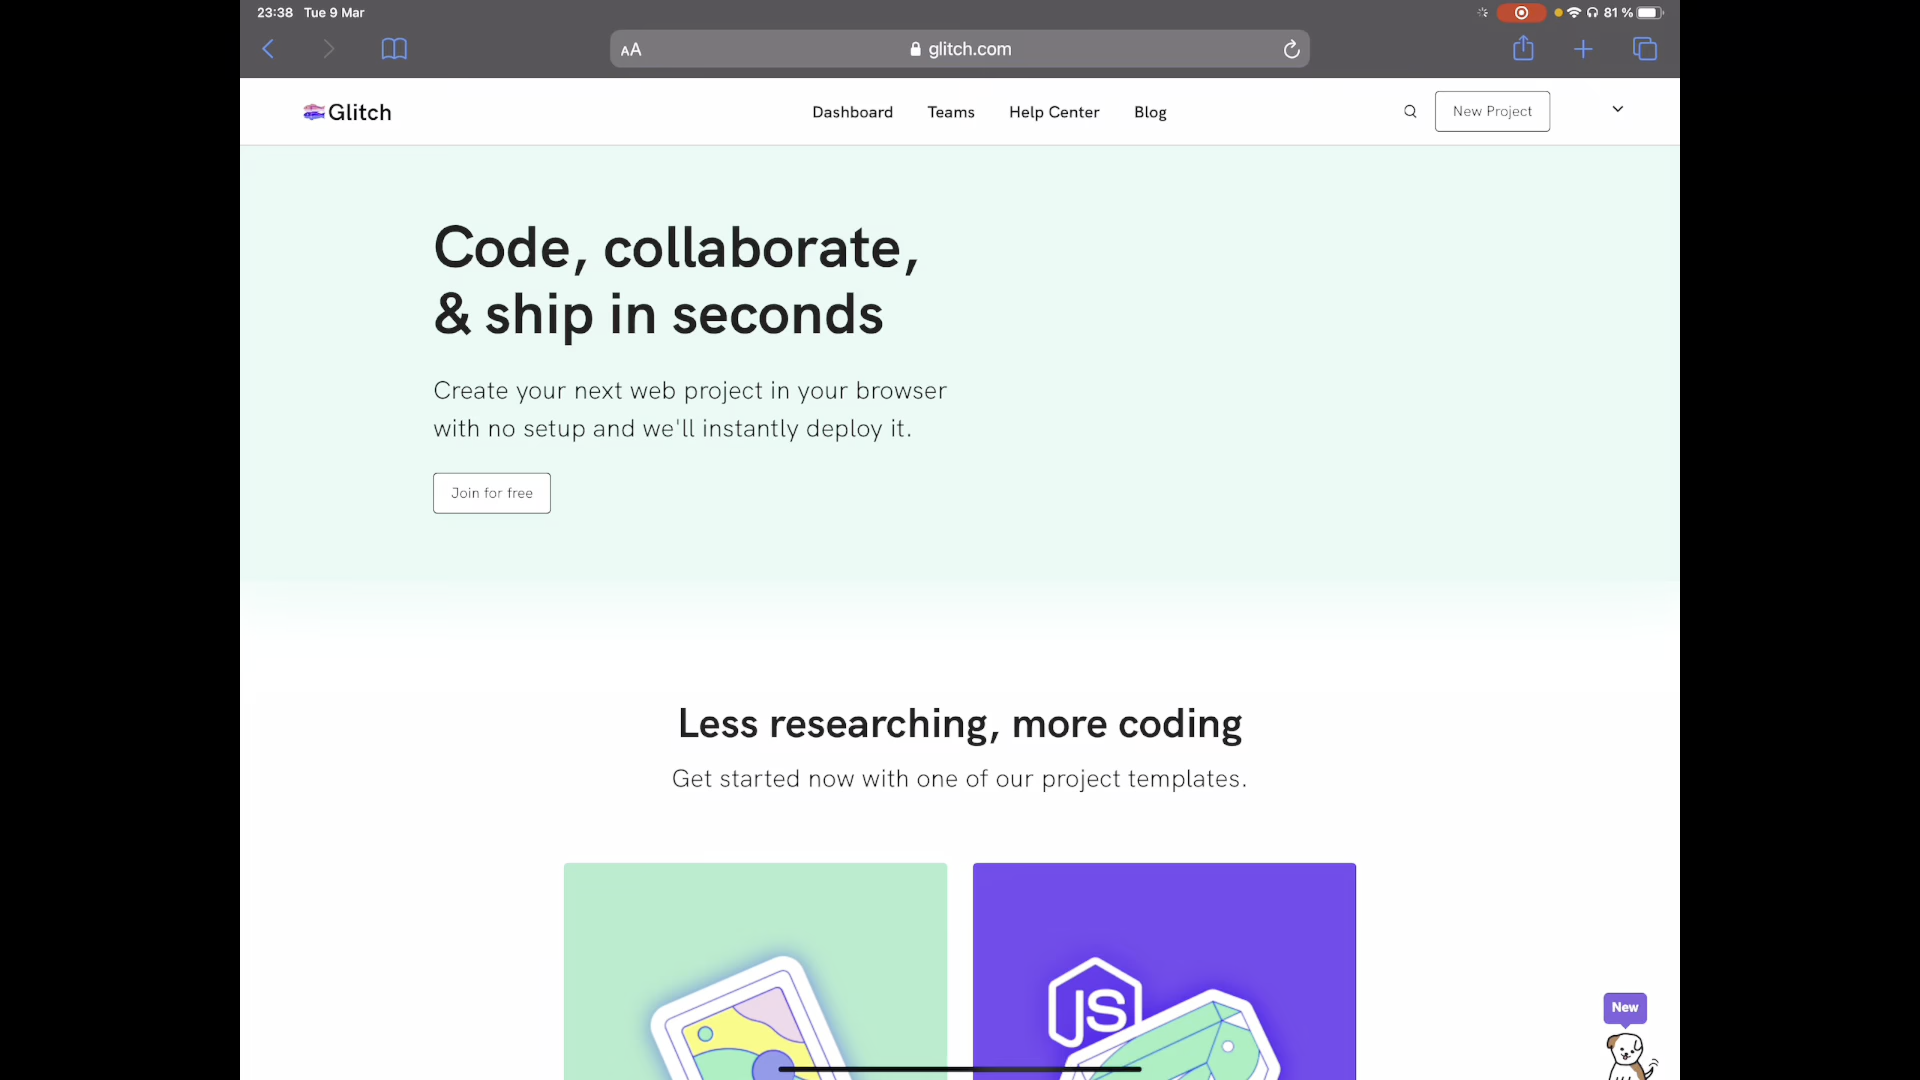 23:38 Tue 9 Mar
81 %
AA
glitch.com
Glitch
Dashboard
Teams
Help Center
Blog
New Project
Code, collaborate,
& ship in seconds
Create your next web project in your browser
with no setup and we'll instantly deploy it.
Join for free
Less researching, more coding
Get started now with one of our project templates.
JS
New